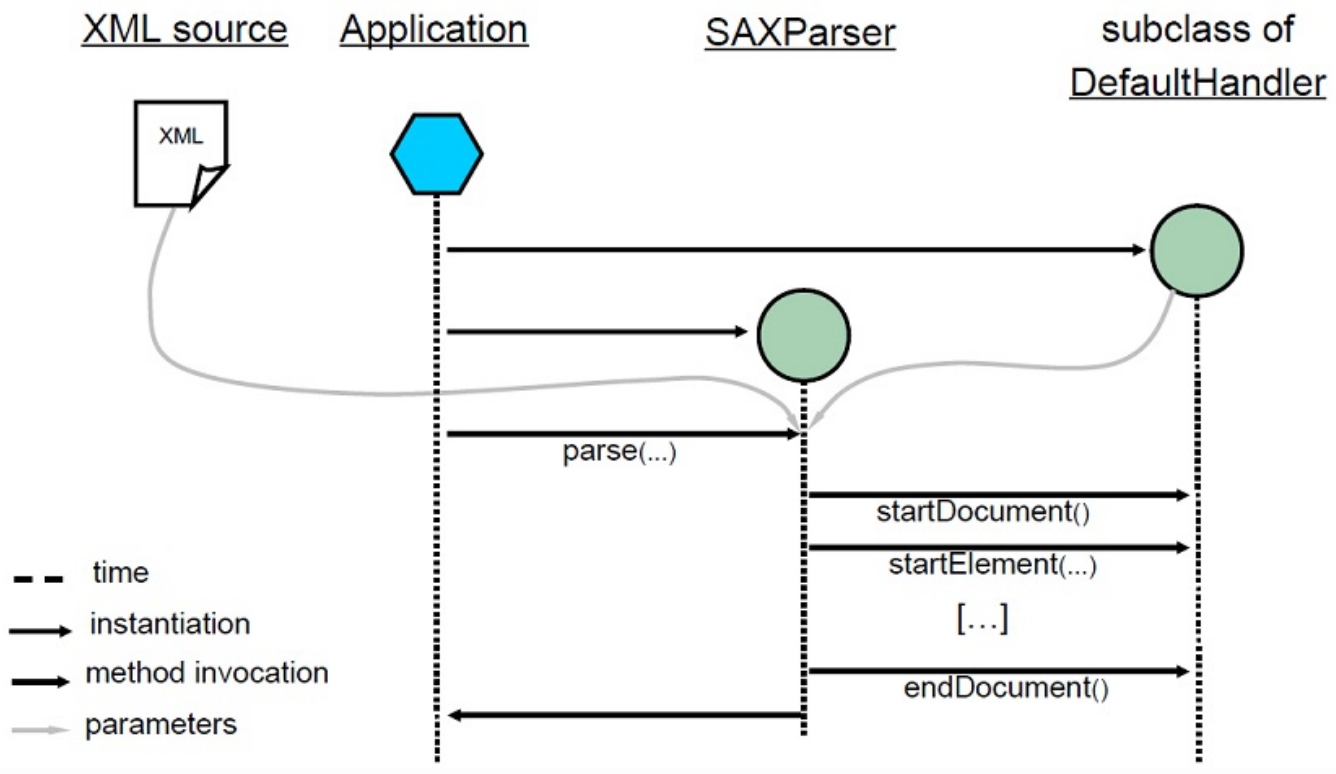 XML source
Application
SAXParser
subclass of
DefaultHandler
XML
parse(...)
startDocument()
startElement(...)
[...]
endDocument()
time
instantiation
method invocation
parameters